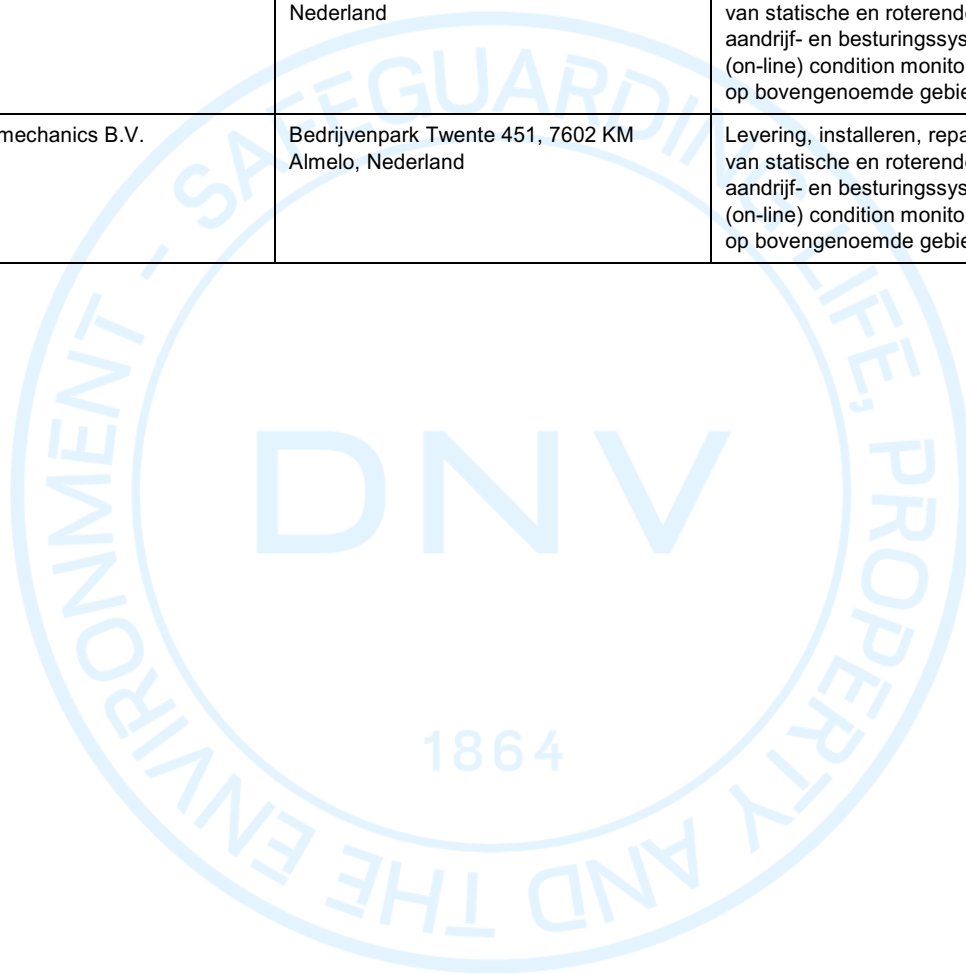 Nederland
van statische en roterend
aandrijf- en besturingssys
(on-line) condition monito
op bovengenoemde gebi
mechanics B.V.
Bedrijvenpark Twente 451, 7602 KM
Almelo, Nederland
Levering, installeren, repa
van statische en roterend
aandrijf- en besturingssys
(on-line) condition monito
op bovengenoemde gebi
SAFEGUARDING LIFE, PROPERTY AND THE ENVIRONMENT -
DNV
1864